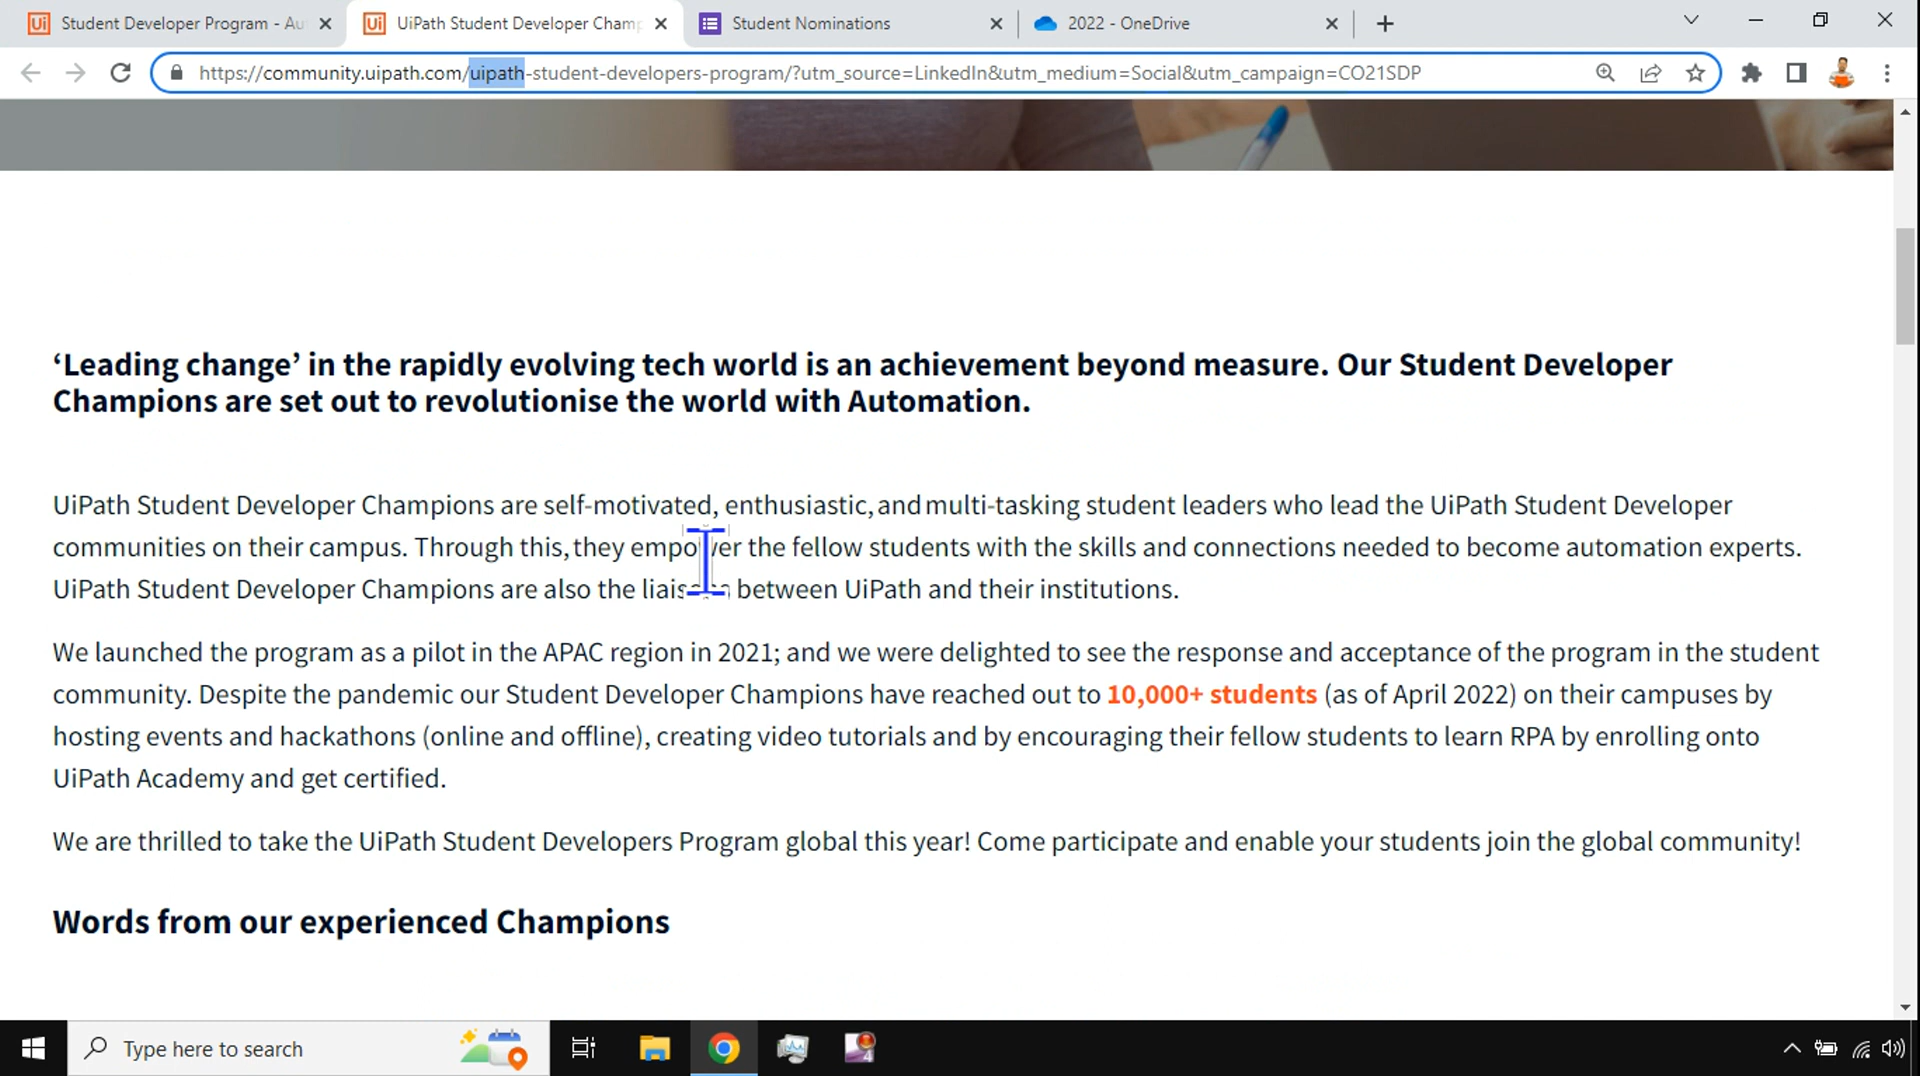 Ui Student Developer Program - Au
Ui UiPath Student Developer Champ
Student Nominations
2022 - OneDrive
https://community.uipath.com/uipath-student-developers-program/?utm_source=LinkedIn&utm_medium=Social&utm_campaign=CO21SDP
‘Leading change’ in the rapidly evolving tech world is an achievement beyond measure. Our Student Developer
Champions are set out to revolutionise the world with Automation.
UiPath Student Developer Champions are self-motivated, enthusiastic, and multi-tasking student leaders who lead the UiPath Student Developer
communities on their campus. Through this, they empower the fellow students with the skills and connections needed to become automation experts.
UiPath Student Developer Champions are also the liaisons between UiPath and their institutions.
We launched the program as a pilot in the APAC region in 2021; and we were delighted to see the response and acceptance of the program in the student
community. Despite the pandemic our Student Developer Champions have reached out to 10,000+ students (as of April 2022) on their campuses by
hosting events and hackathons (online and offline), creating video tutorials and by encouraging their fellow students to learn RPA by enrolling onto
UiPath Academy and get certified.
We are thrilled to take the UiPath Student Developers Program global this year! Come participate and enable your students join the global community!
Words from our experienced Champions
Type here to search
4